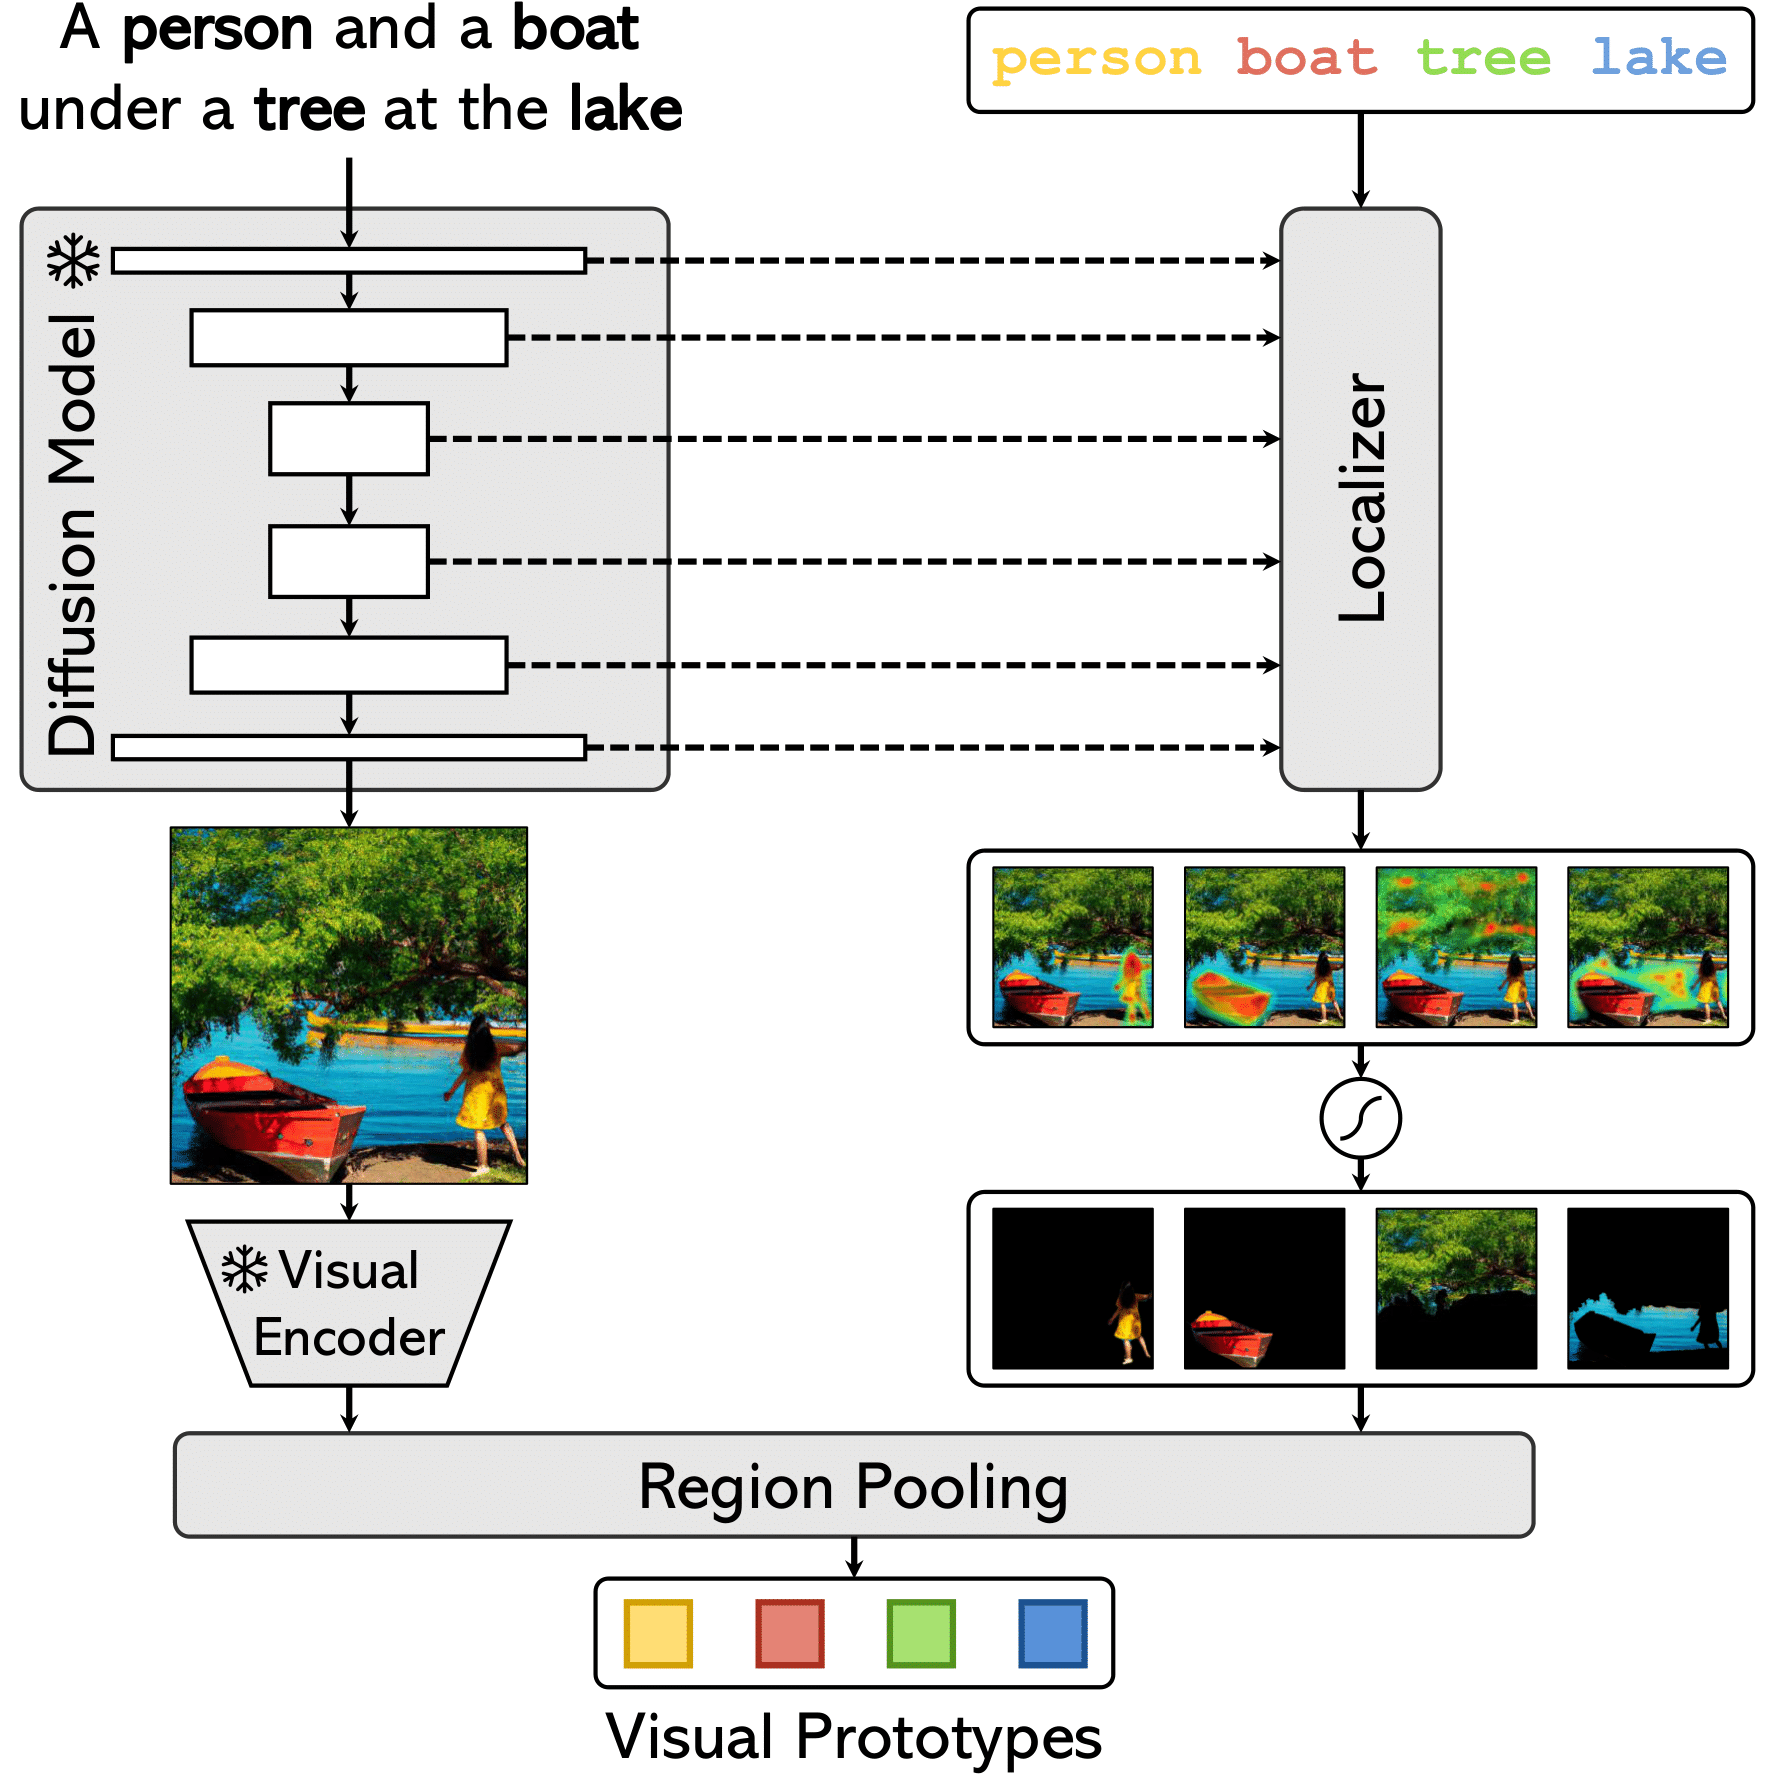 A person and a boat
under a tree at the lake
person boat tree lake
Diffusion Model
Localizer
Visual
Encoder
Region Pooling
Visual Prototypes